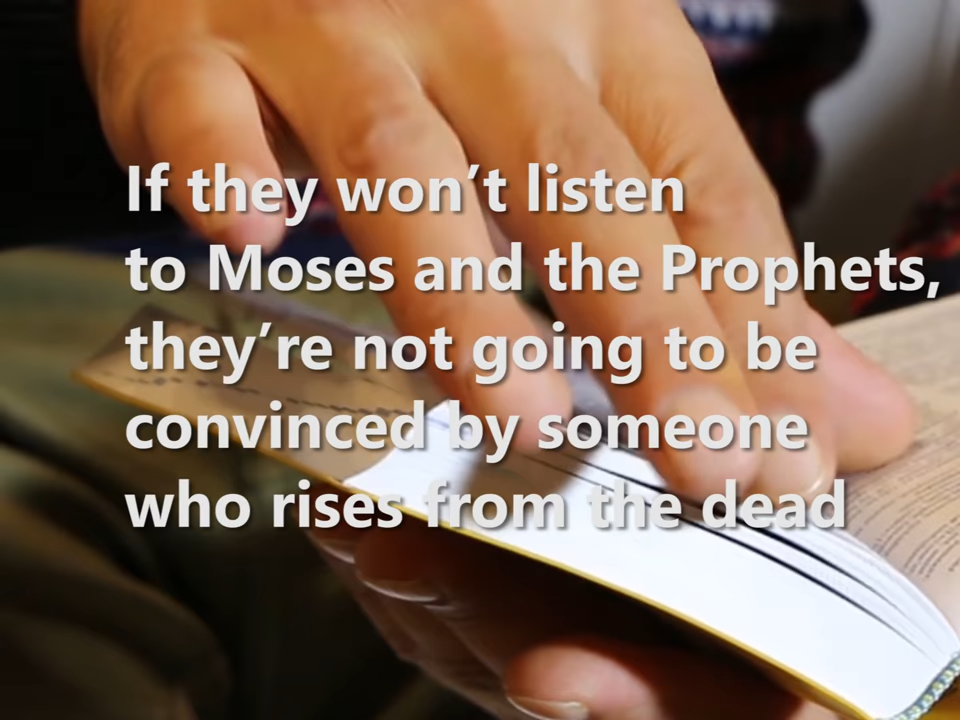 If they won’t listen
to Moses and the Prophets,
they’re not going to be
convinced by someone
who rises from the dead